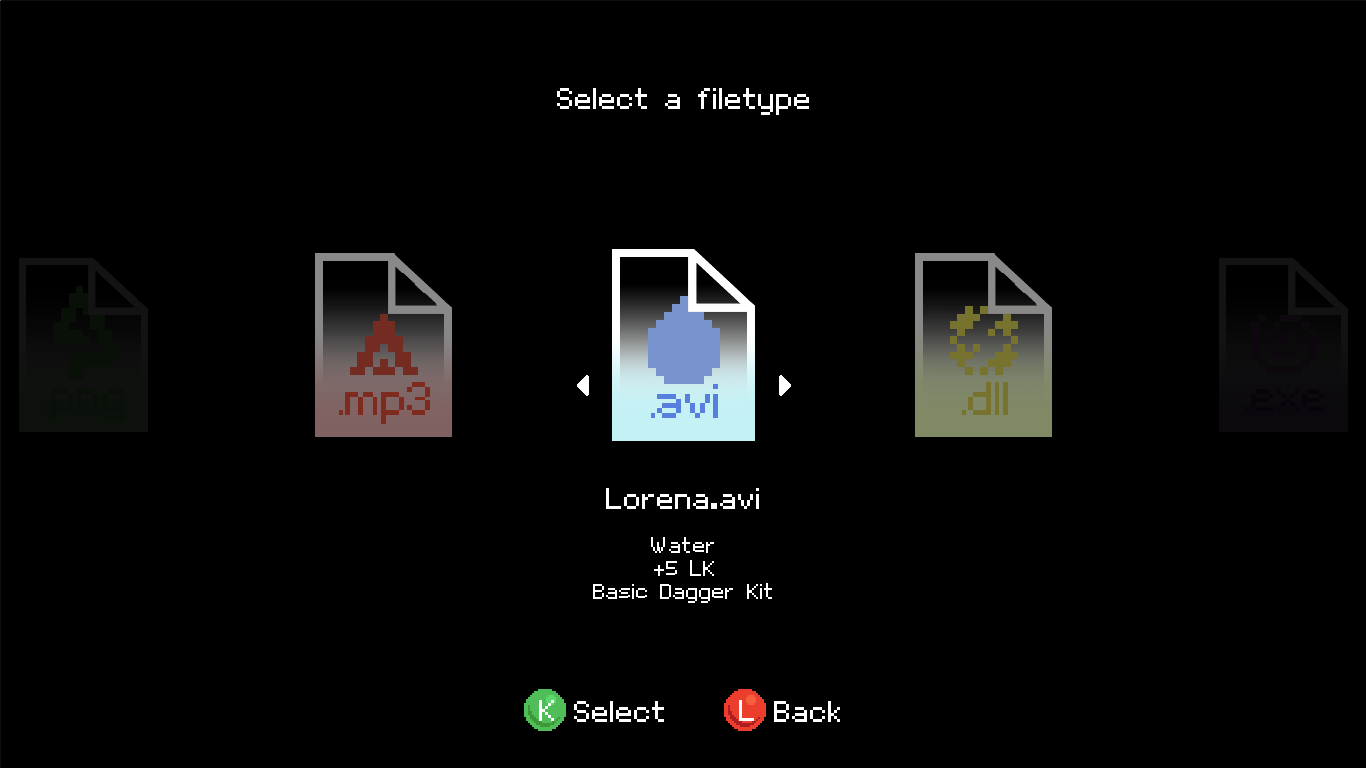 Select a filetype
.png
.mp3
.avi
.dll
.exe
Lorena.avi
Water
+5 LK
Basic Dagger Kit
K Select
L Back